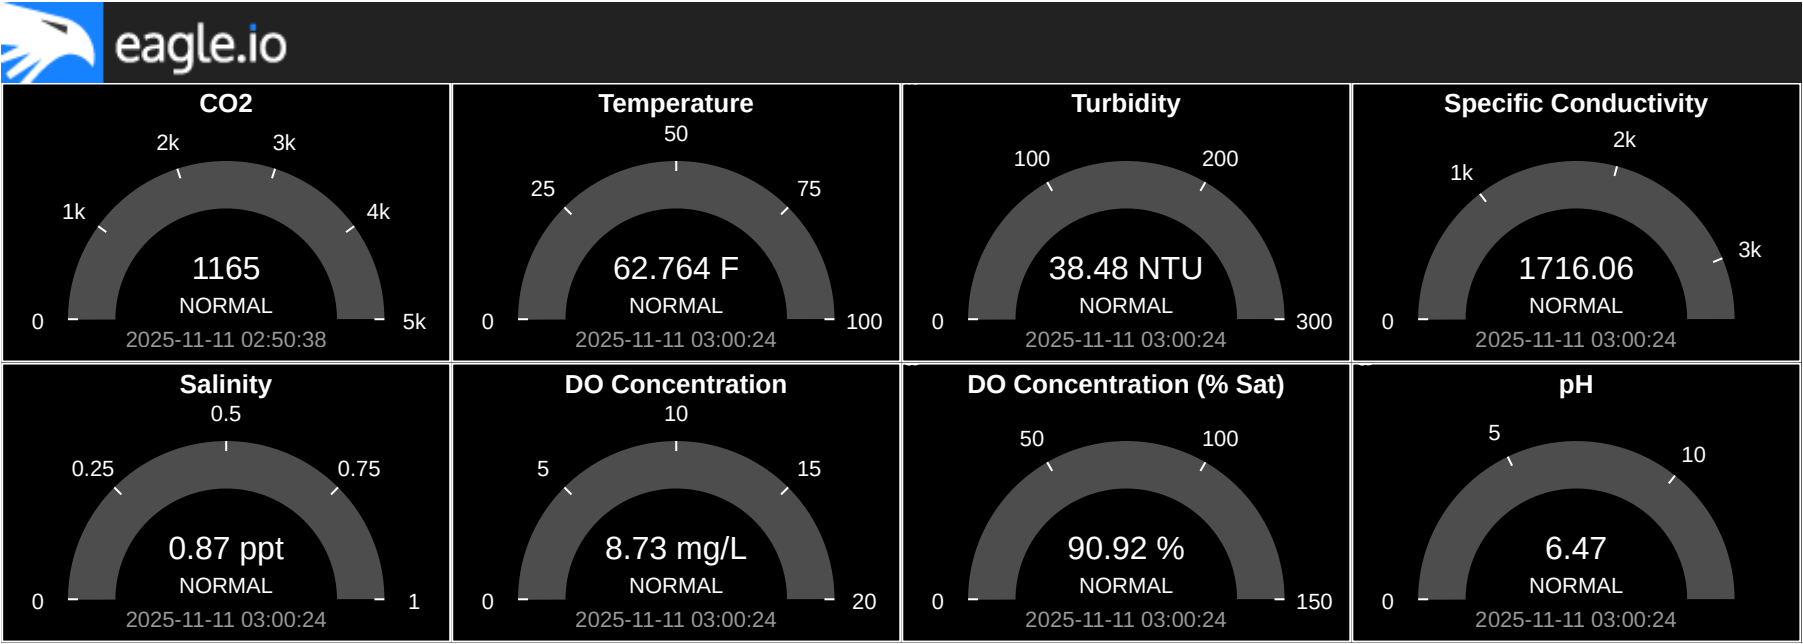 eagle.io
CO2
2k
3k
1k
4k
1165
NORMAL
0
5k
2025-11-11 02:50:38
Temperature
50
25
75
62.764 F
NORMAL
0
100
2025-11-11 03:00:24
Turbidity
100
200
38.48 NTU
NORMAL
0
300
2025-11-11 03:00:24
Specific Conductivity
2k
1k
3k
1716.06
NORMAL
0
2025-11-11 03:00:24
Salinity
0.5
0.25
0.75
0.87 ppt
NORMAL
0
1
2025-11-11 03:00:24
DO Concentration
10
5
15
8.73 mg/L
NORMAL
0
20
2025-11-11 03:00:24
DO Concentration (% Sat)
50
100
90.92 %
NORMAL
0
150
2025-11-11 03:00:24
pH
5
10
6.47
NORMAL
0
2025-11-11 03:00:24